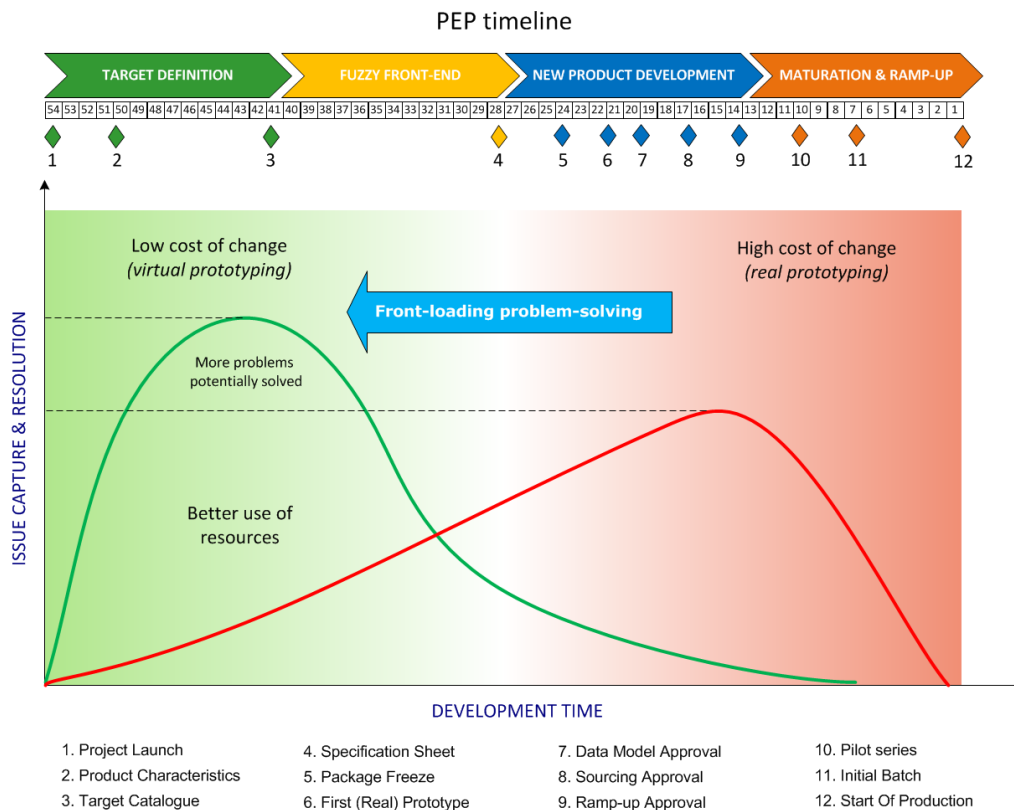 PEP timeline
TARGET DEFINITION FUZZY FRONT-END NEW PRODUCT DEVELOPMENT MATURATION & RAMP-UP
54 53 52 51 50 49 48 47 46 45 44 43 42 41 40 39 38 37 36 35 34 33 32 31 30 29 28 27 26 25 24 23 22 21 20 19 18 17 16 15 14 13 12 11 10 9 8 7 6 5 4 3 2 1
1 2 3 4 5 6 7 8 9 10 11 12
Low cost of change
(virtual prototyping)
High cost of change
(real prototyping)
Front-loading problem-solving
More problems
potentially solved
Better use of
resources
ISSUE CAPTURE & RESOLUTION
DEVELOPMENT TIME
1. Project Launch
2. Product Characteristics
3. Target Catalogue
4. Specification Sheet
5. Package Freeze
6. First (Real) Prototype
7. Data Model Approval
8. Sourcing Approval
9. Ramp-up Approval
10. Pilot series
11. Initial Batch
12. Start Of Production